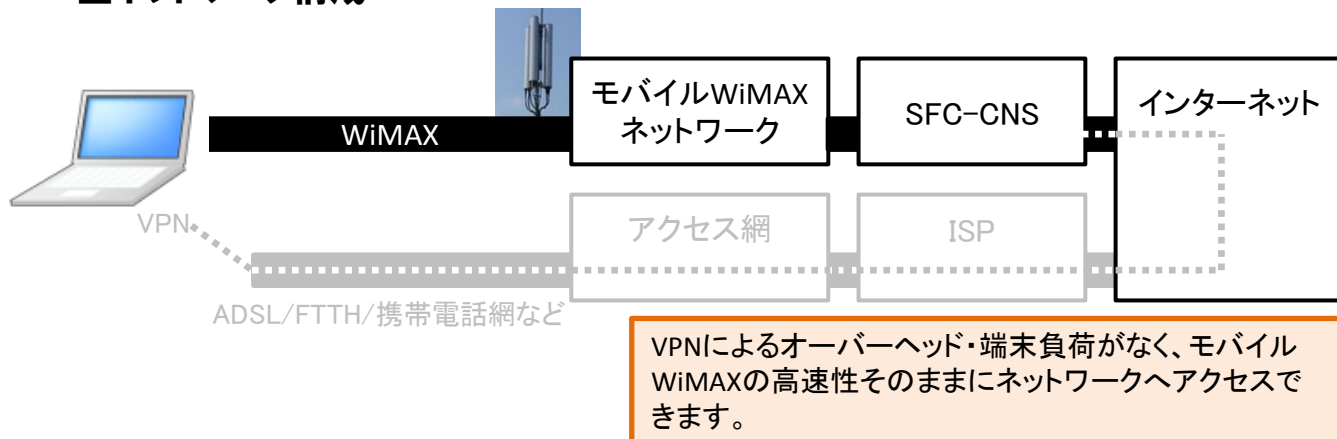 モバイルWiMAX
ネットワーク
SFC-CNS
インターネット
WiMAX
VPN
アクセス網
ISP
ADSL/FTTH/携帯電話網など
VPNによるオーバーヘッド・端末負荷がなく、モバイル
WiMAXの高速性そのままにネットワークへアクセスで
きます。